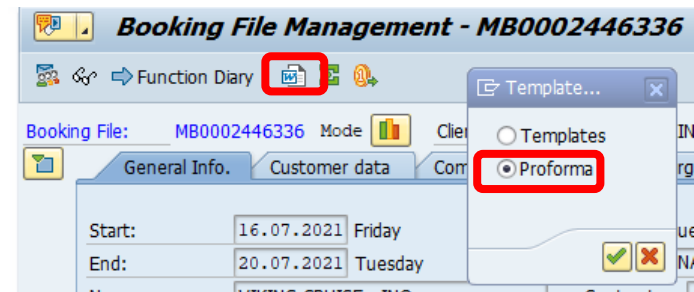 Booking File Management - MB0002446336
Function Diary
Template...
Booking File: MB0002446336 Mode
Templates
General Info. Customer data
Proforma
Start: 16.07.2021 Friday
End: 20.07.2021 Tuesday